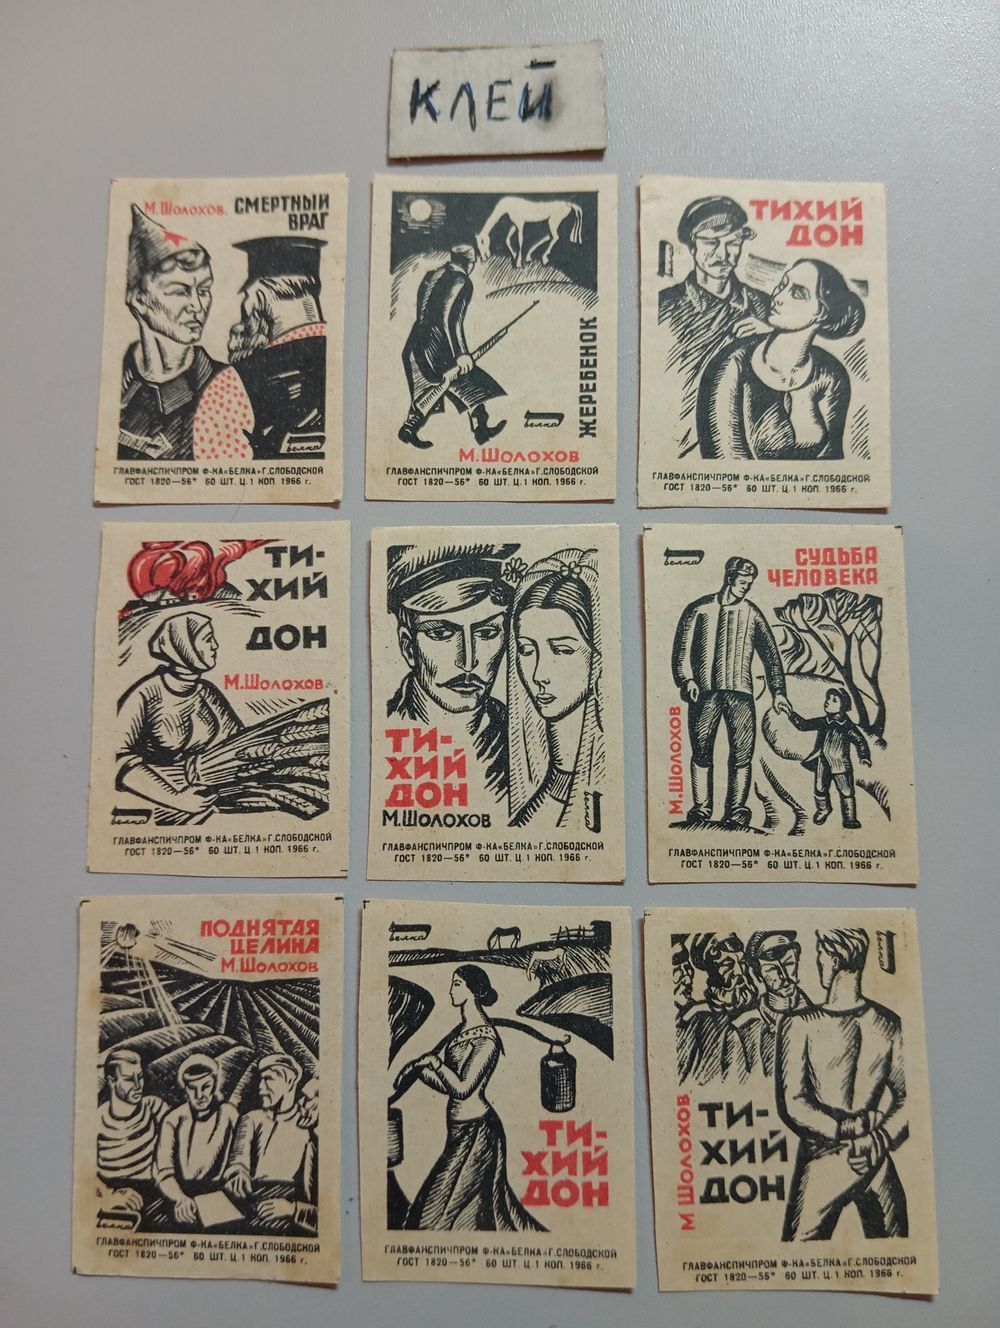 КЛЕЙ
М.Шолохов. СМЕРТНЫЙ
ВРАГ
белка
ГЛАВФАНСПИЧПРОМ Ф-КА«БЕЛКА»Г.СЛОБОДСКОЙ
ГОСТ 1820—56* 60 ШТ. Ц.1 КОП. 1966 г.
ЖЕРЕБЕНОК
белка
М.Шолохов
ГЛАВФАНСПИЧПРОМ Ф-КА«БЕЛКА»Г.СЛОБОДСКОЙ
ГОСТ 1820—56* 60 ШТ. Ц.1 КОП. 1966 г.
ТИХИЙ
ДОН
белка
ГЛАВФАНСПИЧПРОМ Ф-КА«БЕЛКА»Г.СЛОБОДСКОЙ
ГОСТ 1820—56* 60 ШТ. Ц.1 КОП. 1966 г.
ТИ-
ХИЙ
ДОН
М.Шолохов
белка
ГЛАВФАНСПИЧПРОМ Ф-КА«БЕЛКА»Г.СЛОБОДСКОЙ
ГОСТ 1820—56* 60 ШТ. Ц.1 КОП. 1966 г.
ТИ-
ХИЙ
ДОН
М.Шолохов
белка
ГЛАВФАНСПИЧПРОМ Ф-КА«БЕЛКА»Г.СЛОБОДСКОЙ
ГОСТ 1820—56* 60 ШТ. Ц.1 КОП. 1966 г.
белка
СУДЬБА
ЧЕЛОВЕКА
М.Шолохов
ГЛАВФАНСПИЧПРОМ Ф-КА«БЕЛКА»Г.СЛОБОДСКОЙ
ГОСТ 1820—56* 60 ШТ. Ц.1 КОП. 1966 г.
ПОДНЯТАЯ
ЦЕЛИНА
М.Шолохов
белка
ГЛАВФАНСПИЧПРОМ Ф-КА«БЕЛКА»Г.СЛОБОДСКОЙ
ГОСТ 1820—56* 60 ШТ. Ц.1 КОП. 1966 г.
белка
ТИ-
ХИЙ
ДОН
ГЛАВФАНСПИЧПРОМ Ф-КА«БЕЛКА»Г.СЛОБОДСКОЙ
ГОСТ 1820—56* 60 ШТ. Ц.1 КОП. 1966 г.
белка
М Шолохов
ТИ-
ХИЙ
ДОН
ГЛАВФАНСПИЧПРОМ Ф-КА«БЕЛКА»Г.СЛОБОДСКОЙ
ГОСТ 1820—56* 60 ШТ. Ц.1 КОП. 1966 г.